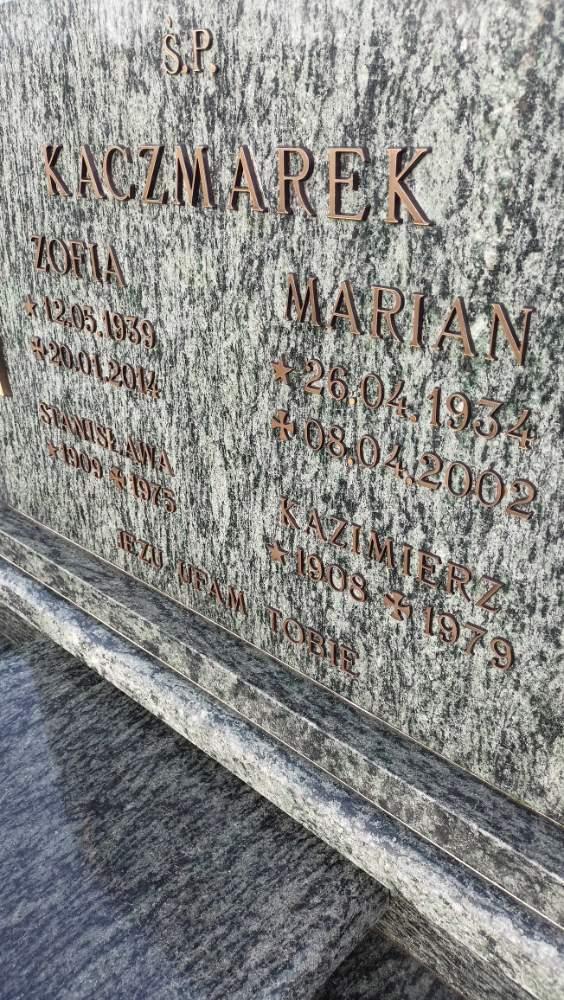 Ś.P.
KACZMAREK
ZOFIA
★12.05.1939
✠20.01.2014
MARIAN
★26.04.1934
✠08.04.2002
STANISŁAWA
★1909 ✠1975
KAZIMIERZ
★1908 ✠1979
JEZU UFAM TOBIE